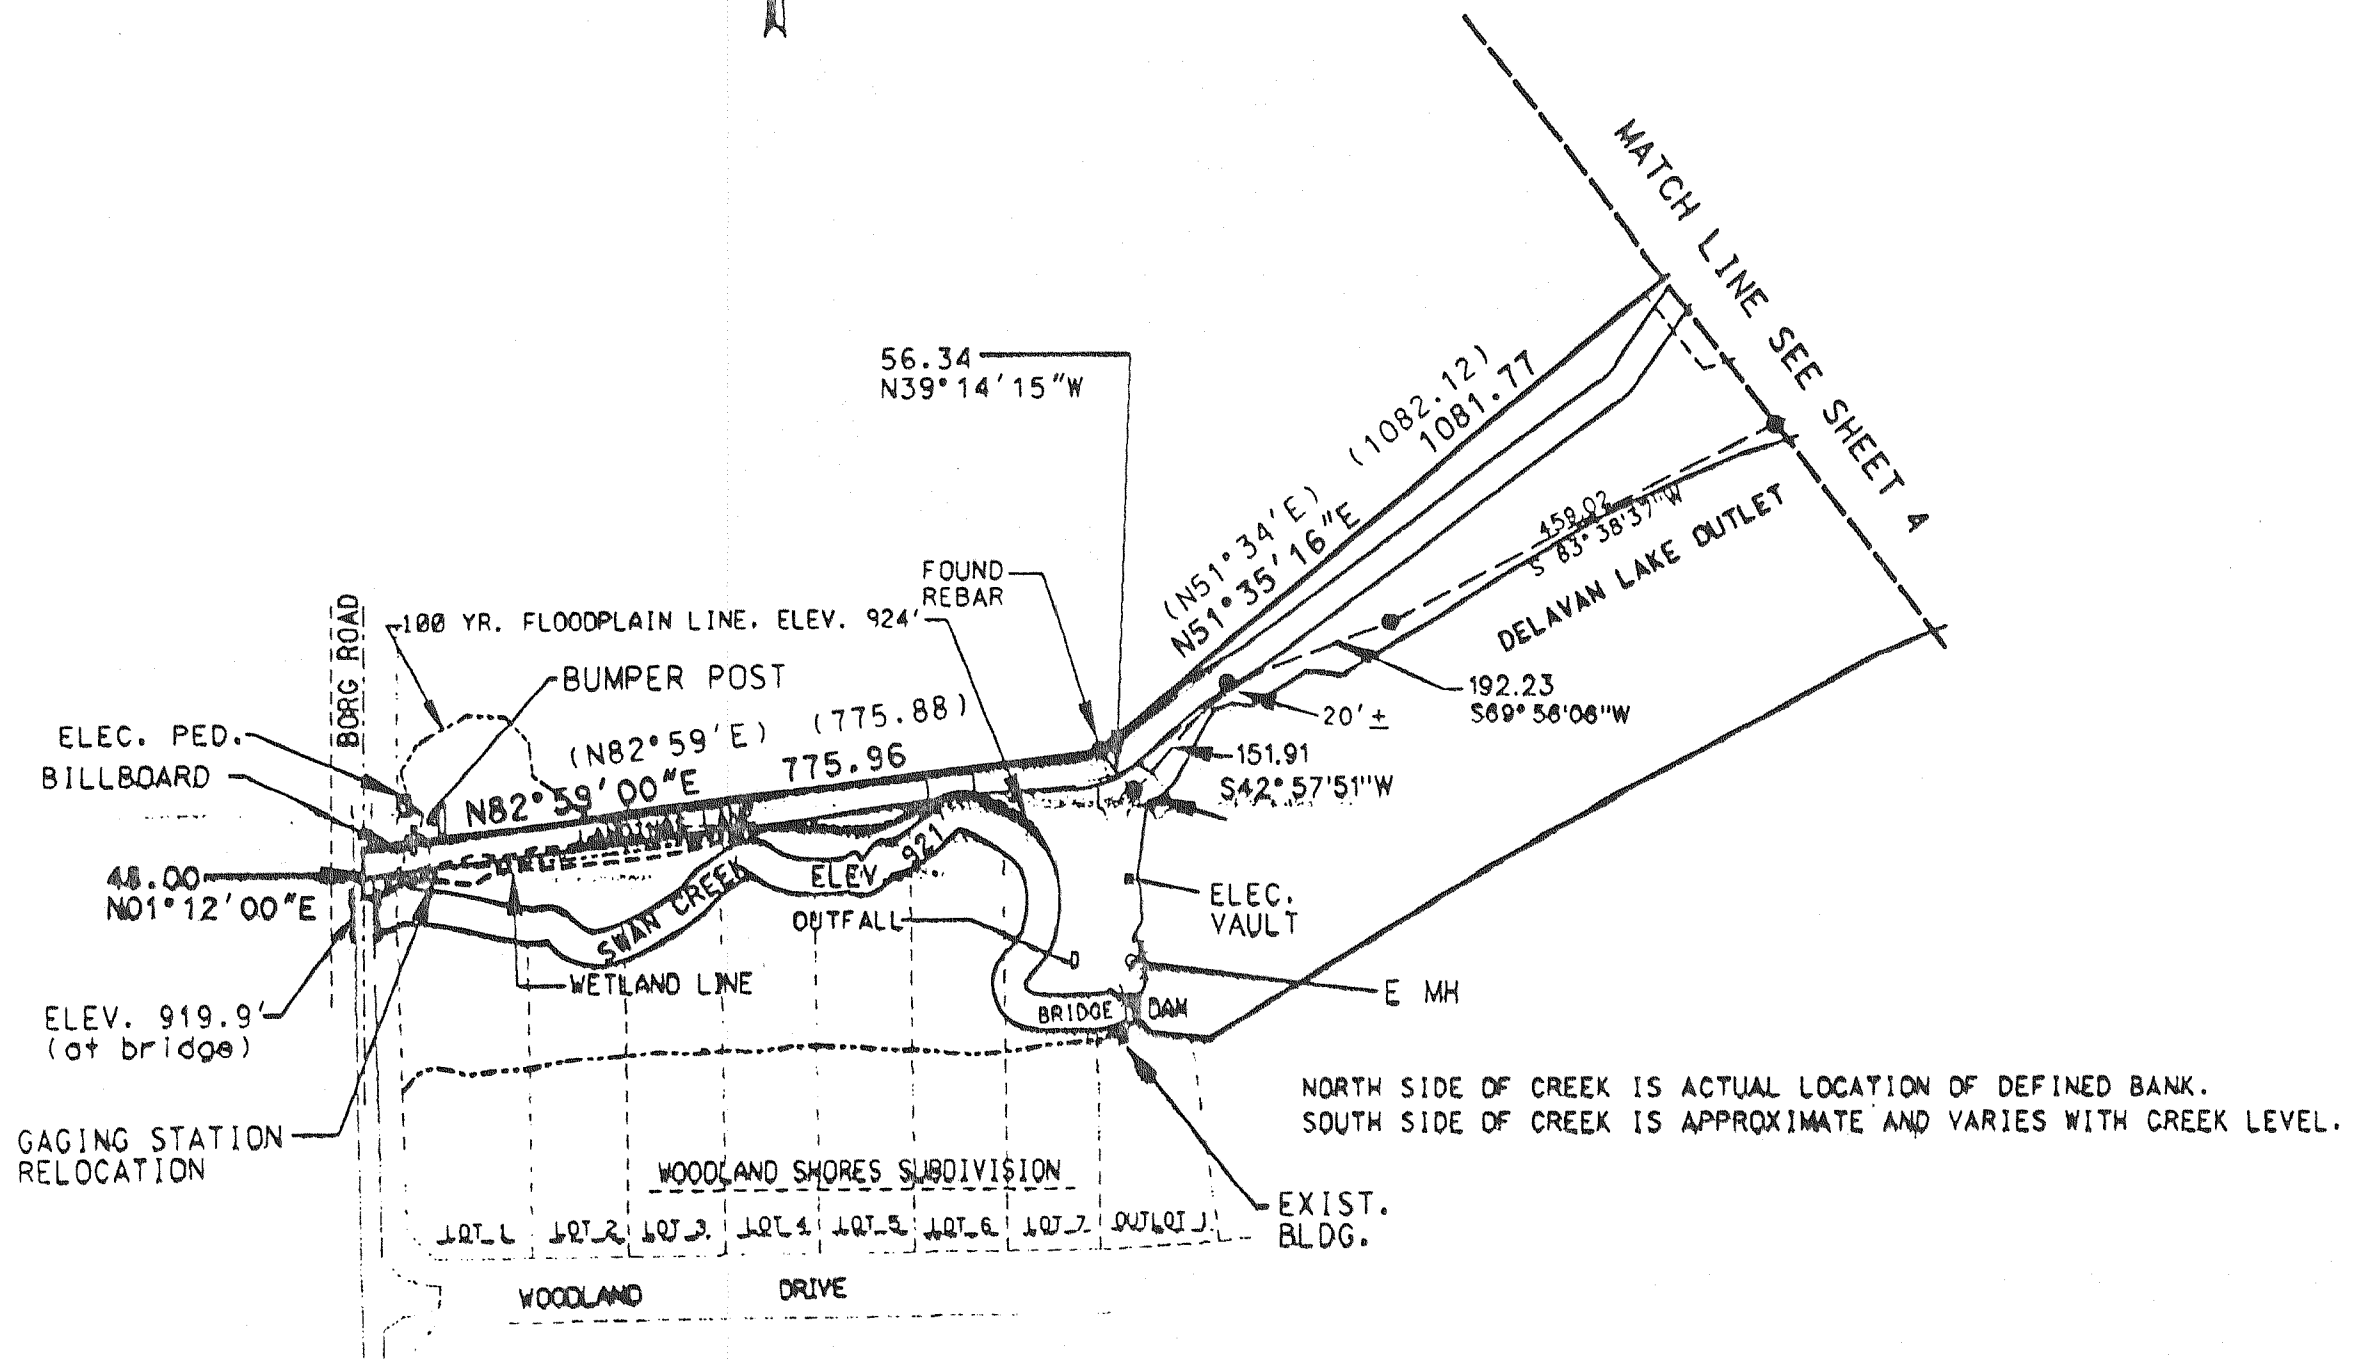 MATCH LINE SEE SHEET 4
56.34
N39°14'15"W
(1082.12)
1081.77
(N51°34'E)
N51°35'16"E
FOUND
REBAR
100 YR. FLOODPLAIN LINE, ELEV. 924'
BORG ROAD
BUMPER POST
ELEC. PED.
BILLBOARD
(N82°59'E) (775.88)
N82°59'00"E 775.96
459.02
S 83°38'37"W
DELAVAN LAKE OUTLET
192.23
S69°56'06"W
20' ±
151.91
S42°57'51"W
48.00
N01°12'00"E
SWAN CREEK
ELEV. 921
OUTFALL
ELEC.
VAULT
WETLAND LINE
E MH
BRIDGE
DAM
ELEV. 919.9'
(at bridge)
GAGING STATION
RELOCATION
NORTH SIDE OF CREEK IS ACTUAL LOCATION OF DEFINED BANK.
SOUTH SIDE OF CREEK IS APPROXIMATE AND VARIES WITH CREEK LEVEL.
WOODLAND SHORES SUBDIVISION
EXIST.
BLDG.
LOT 1 LOT 2 LOT 3 LOT 4 LOT 5 LOT 6 LOT 7 OUTLOT 1
WOODLAND DRIVE